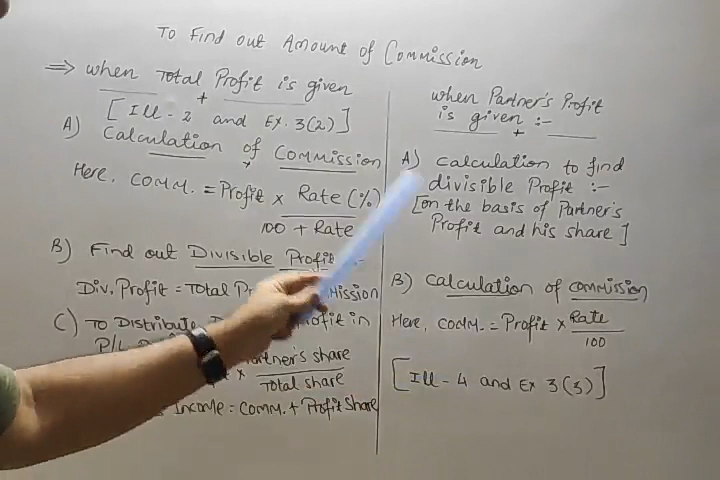 To Find out Amount of Commission
⇒ when Total Profit is given
[Ill - 2 and Ex. 3(2)]
A) Calculation of Commission
Here, Comm. = Profit × Rate (%)
100 + Rate
B) Find out Divisible Profit :-
Div. Profit = Total
C) To Distribute in
P/L
× Partner's share
Total share
Income = Comm. + Profit Share
when Partner's Profit
is given :-
A) calculation to find
divisible Profit :-
[on the basis of Partner's
Profit and his share]
B) Calculation of commission
Here, comm. = Profit × Rate
100
[Ill - 4 and Ex 3(3)]